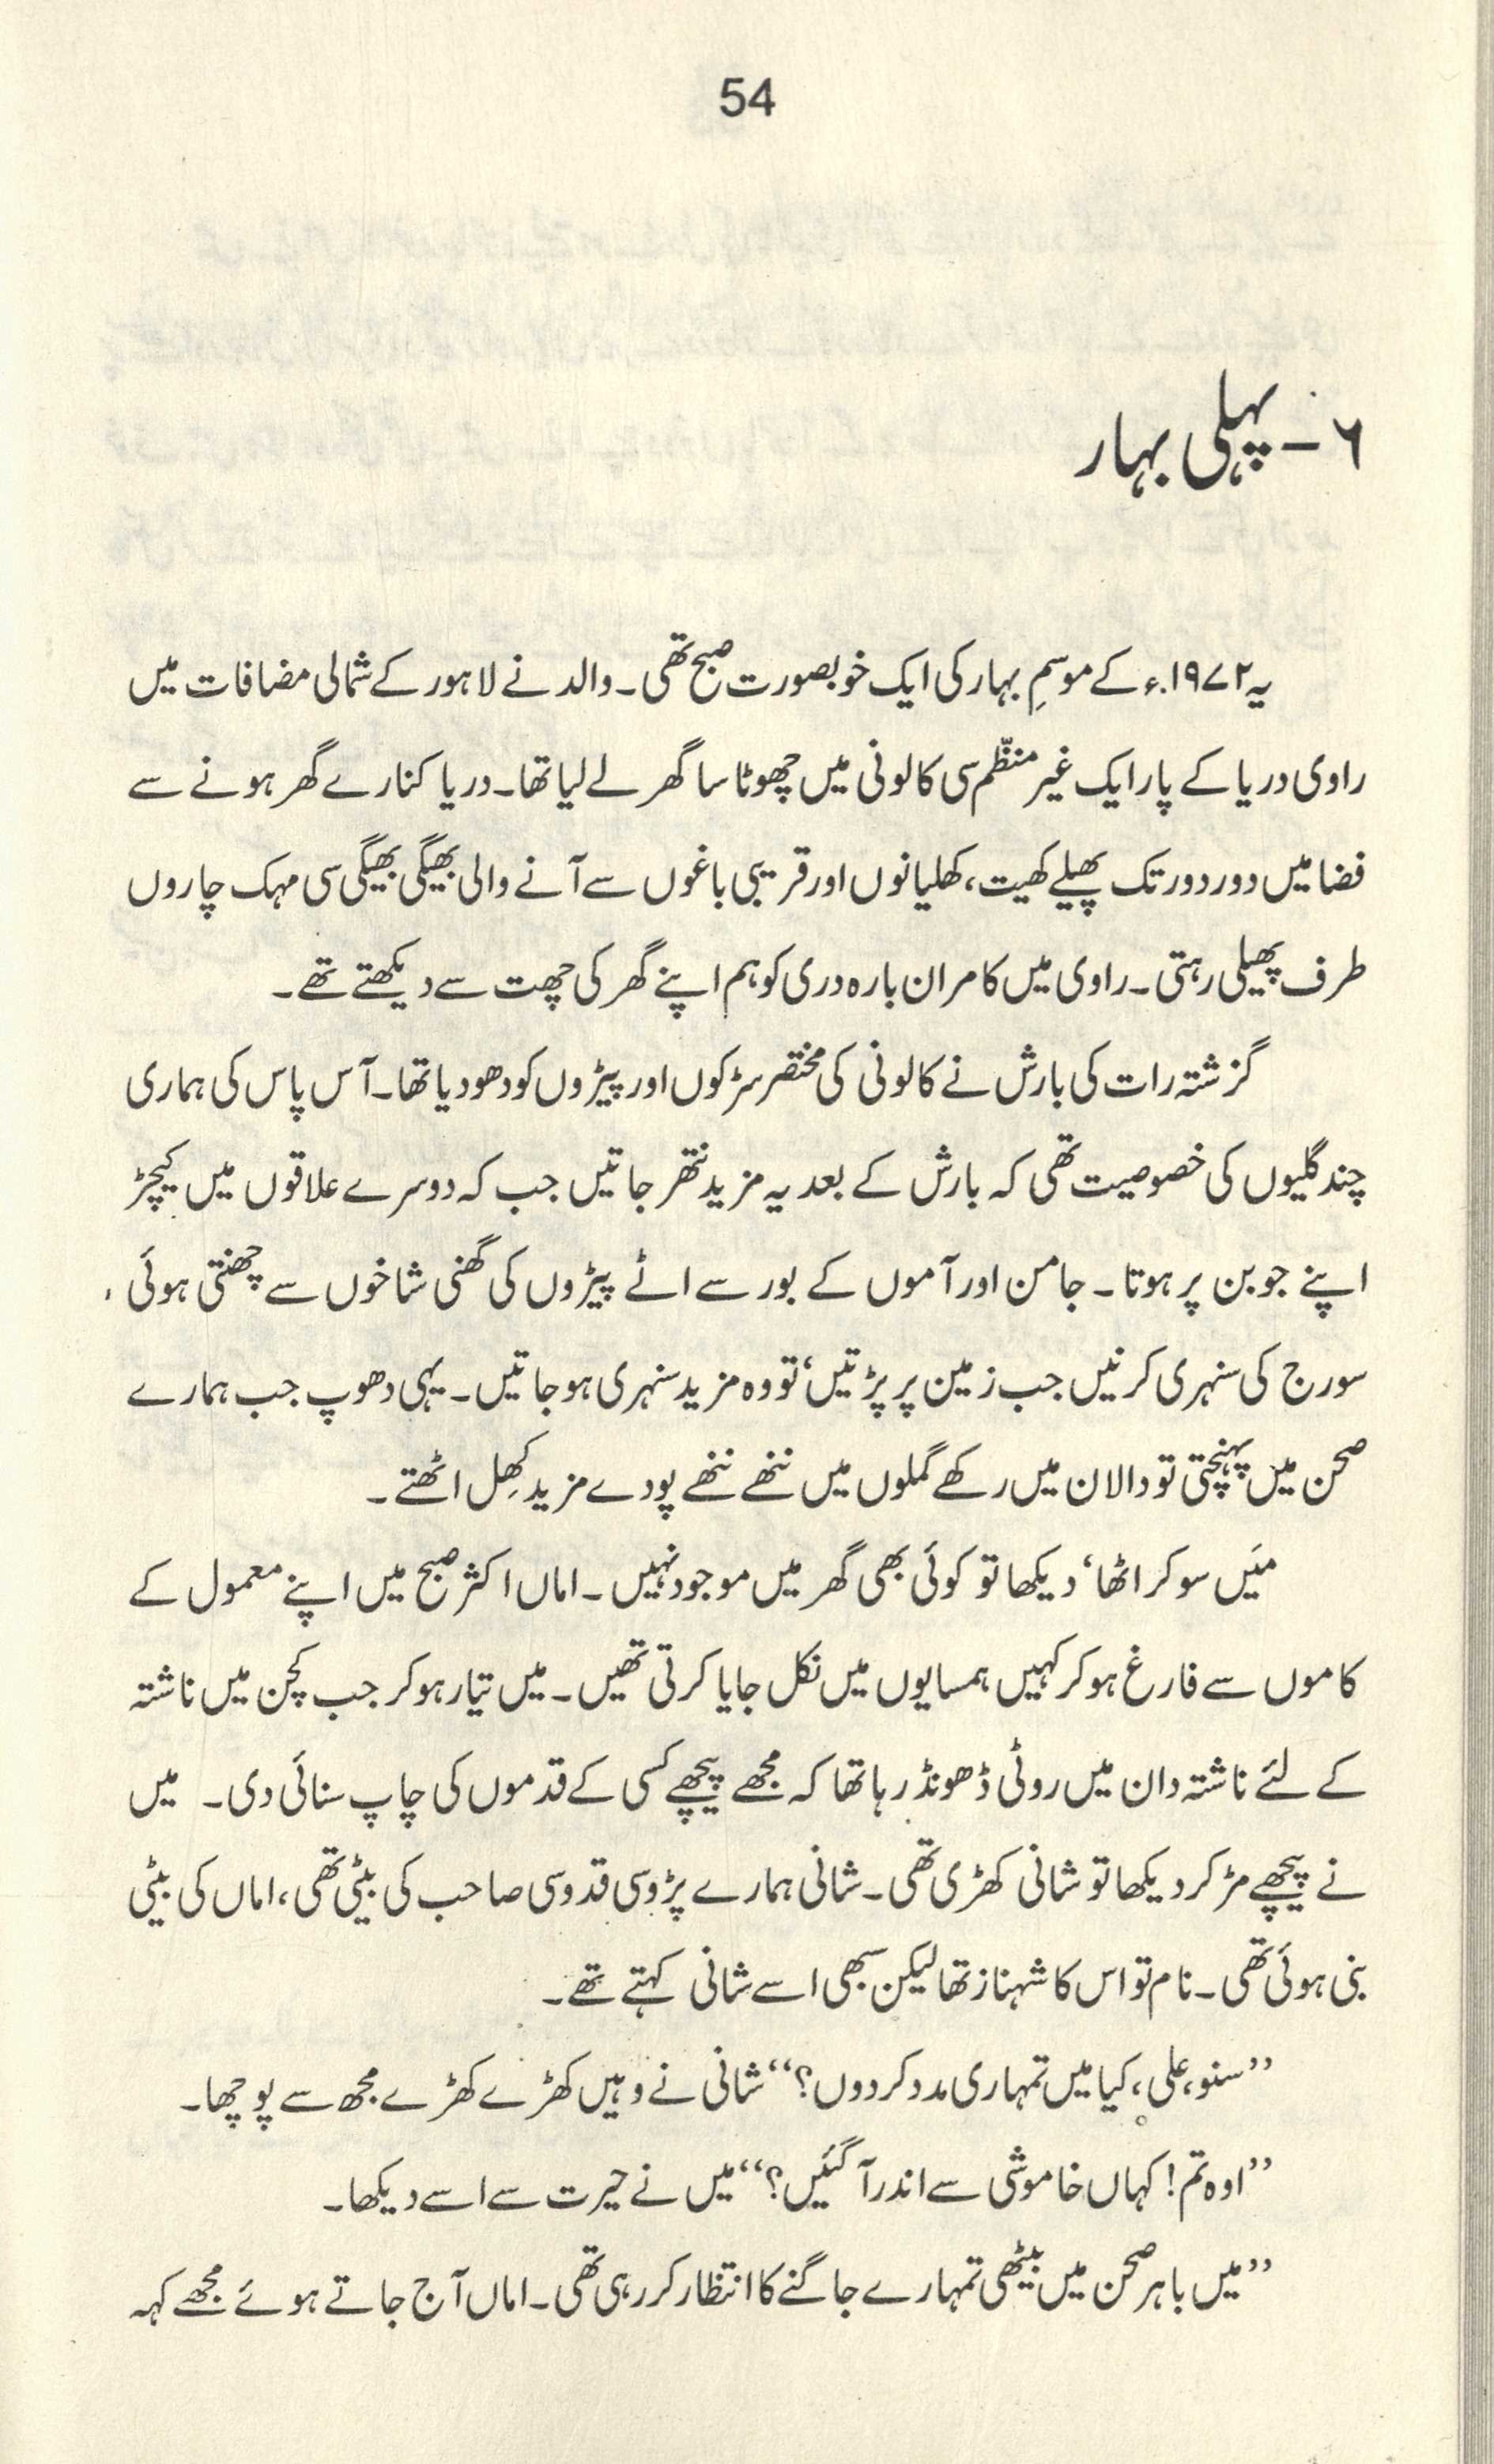 54
۶ - پہلی بہار
یہ ۱۹۷۲ء کے موسمِ بہار کی ایک خوبصورت صبح تھی۔ والد نے لاہور کے شمالی مضافات میں
راوی دریا کے پار ایک غیر منظّم سی کالونی میں چھوٹا سا گھر لے لیا تھا۔ دریا کنارے گھر ہونے سے
فضا میں دور دور تک پھیلے کھیت، کھلیانوں اور قریبی باغوں سے آنے والی بھیگی بھیگی سی مہک چاروں
طرف پھیلی رہتی۔ راوی میں کامران بارہ دری کو ہم اپنے گھر کی چھت سے دیکھتے تھے۔
گزشتہ رات کی بارش نے کالونی کی مختصر سڑکوں اور پیڑوں کو دھو دیا تھا۔ آس پاس کی ہماری
چند گلیوں کی خصوصیت تھی کہ بارش کے بعد یہ مزید نتھر جاتیں جب کہ دوسرے علاقوں میں کیچڑ
اپنے جوبن پر ہوتا۔ جامن اور آموں کے بور سے اٹے پیڑوں کی گھنی شاخوں سے چھنتی ہوئی
سورج کی سنہری کرنیں جب زمین پر پڑتیں‘ تو وہ مزید سنہری ہو جاتیں۔ یہی دھوپ جب ہمارے
صحن میں پہنچتی تو دالان میں رکھے گملوں میں ننھے ننھے پودے مزید کھِل اٹھتے۔
میَں سو کر اٹھا‘ دیکھا تو کوئی بھی گھر میں موجود نہیں۔ اماں اکثر صبح میں اپنے معمول کے
کاموں سے فارغ ہو کر کہیں ہمسایوں میں نکل جایا کرتی تھیں۔ میں تیار ہو کر جب کچن میں ناشتہ
کے لئے ناشتہ دان میں روٹی ڈھونڈ رہا تھا کہ مجھے پیچھے کسی کے قدموں کی چاپ سنائی دی۔ میں
نے پیچھے مڑ کر دیکھا تو شانی کھڑی تھی۔ شانی ہمارے پڑوسی قدوسی صاحب کی بیٹی تھی، اماں کی بیٹی
بنی ہوئی تھی۔ نام تو اس کا شہناز تھا لیکن سبھی اسے شانی کہتے تھے۔
’’سنو، علی، کیا میں تمہاری مدد کر دوں؟‘‘ شانی نے وہیں کھڑے کھڑے مجھ سے پوچھا۔
’’اوہ تم! کہاں خاموشی سے اندر آ گئیں؟‘‘ میں نے حیرت سے اسے دیکھا۔
’’میں باہر صحن میں بیٹھی تمہارے جاگنے کا انتظار کر رہی تھی۔ اماں آج جاتے ہوئے مجھے کہہ